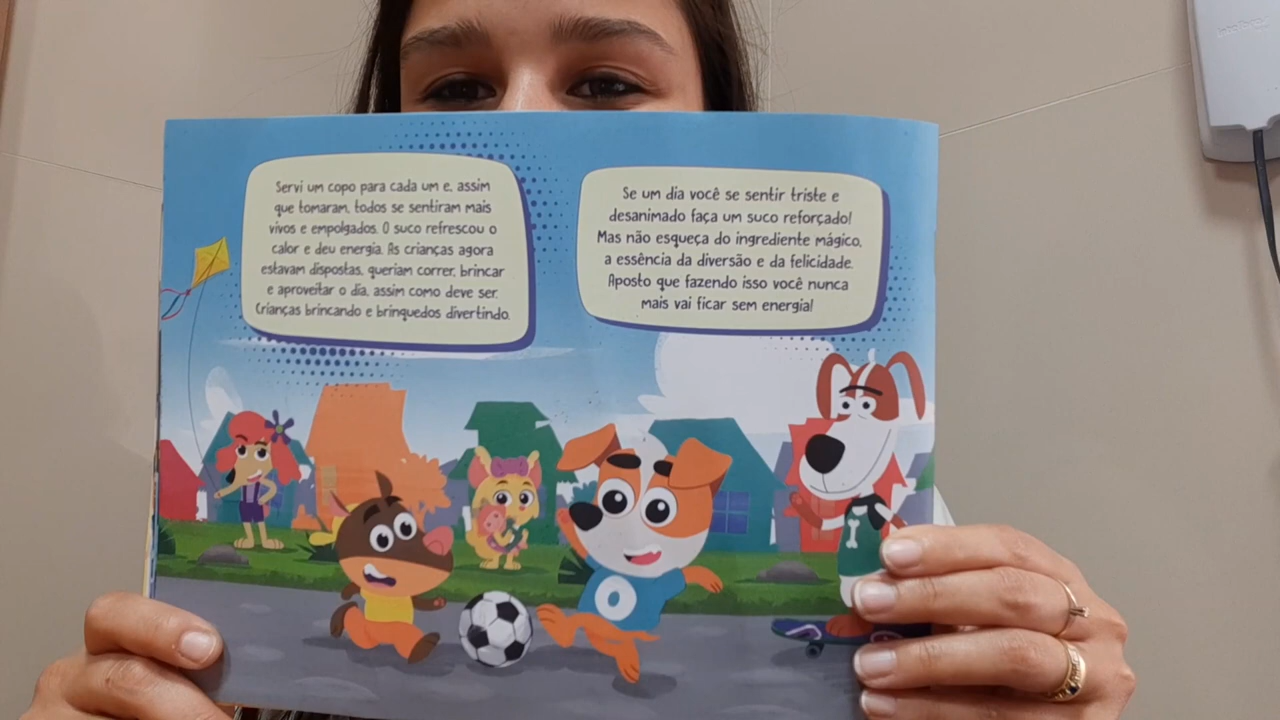 Servi um copo para cada um e, assim
que tomaram, todos se sentiram mais
vivos e empolgados. O suco refrescou o
calor e deu energia. As crianças agora
estavam dispostas, queriam correr, brincar
e aproveitar o dia, assim como deve ser.
Crianças brincando e brinquedos divertindo.
Se um dia você se sentir triste e
desanimado faça um suco reforçado!
Mas não esqueça do ingrediente mágico,
a essência da diversão e da felicidade.
Aposto que fazendo isso você nunca
mais vai ficar sem energia!
O
intelbras